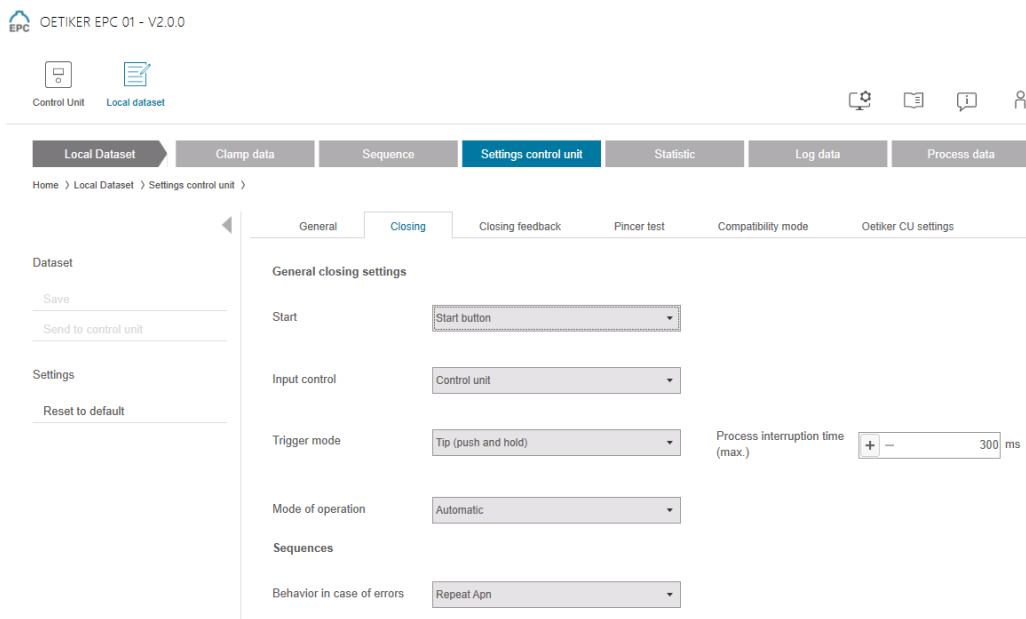 EPC OETIKER EPC 01 - V2.0.0
Control Unit Local dataset
Local Dataset Clamp data Sequence Settings control unit Statistic Log data Process data
Home > Local Dataset > Settings control unit >
General Closing Closing feedback Pincer test Compatibility mode Oetiker CU settings
Dataset
General closing settings
Save
Start Start button
Send to control unit
Settings
Input control Control unit
Reset to default
Trigger mode Tip (push and hold) Process interruption time
(max.) + − 300 ms
Mode of operation Automatic
Sequences
Behavior in case of errors Repeat Apn